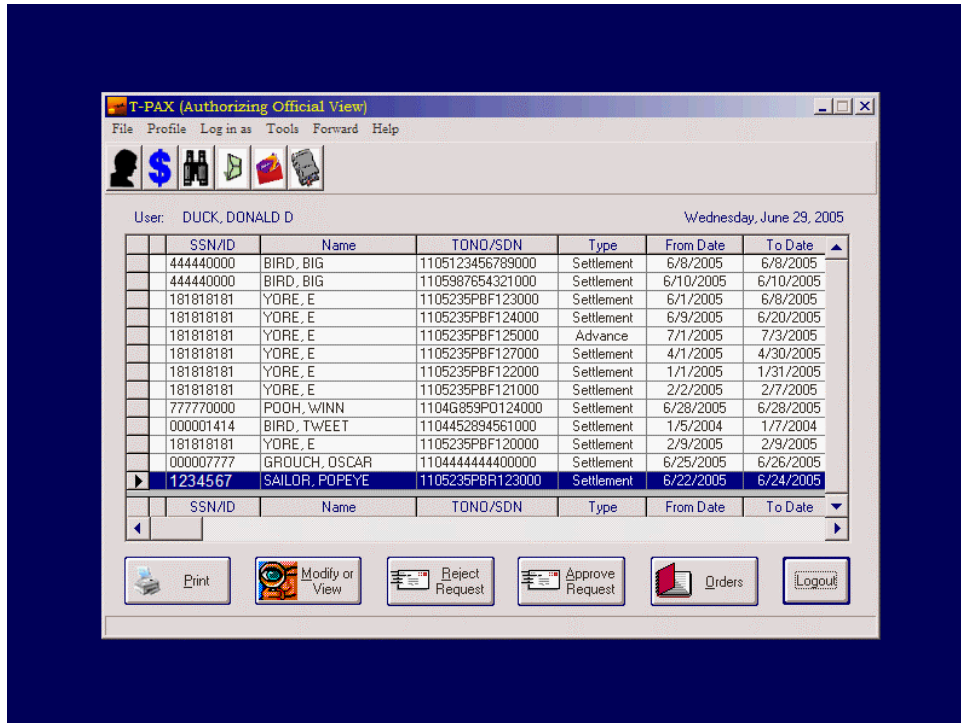 T-PAX (Authorizing Official View)
File Profile Log in as Tools Forward Help
User: DUCK, DONALD D Wednesday, June 29, 2005
SSN/ID Name TONO/SDN Type From Date To Date
444440000 BIRD, BIG 1105123456789000 Settlement 6/8/2005 6/8/2005
444440000 BIRD, BIG 1105987654321000 Settlement 6/10/2005 6/10/2005
181818181 YORE, E 1105235PBF123000 Settlement 6/1/2005 6/8/2005
181818181 YORE, E 1105235PBF124000 Settlement 6/9/2005 6/20/2005
181818181 YORE, E 1105235PBF125000 Advance 7/1/2005 7/3/2005
181818181 YORE, E 1105235PBF127000 Settlement 4/1/2005 4/30/2005
181818181 YORE, E 1105235PBF122000 Settlement 1/1/2005 1/31/2005
181818181 YORE, E 1105235PBF121000 Settlement 2/2/2005 2/7/2005
777770000 POOH, WINN 1104G859PO124000 Settlement 6/28/2005 6/28/2005
000001414 BIRD, TWEET 1104452894561000 Settlement 1/5/2004 1/7/2004
181818181 YORE, E 1105235PBF120000 Settlement 2/9/2005 2/9/2005
000007777 GROUCH, OSCAR 1104444444400000 Settlement 6/25/2005 6/26/2005
1234567 SAILOR, POPEYE 1105235PBR123000 Settlement 6/22/2005 6/24/2005
SSN/ID Name TONO/SDN Type From Date To Date
Print
Modify or
View
Reject
Request
Approve
Request
Orders
Logout